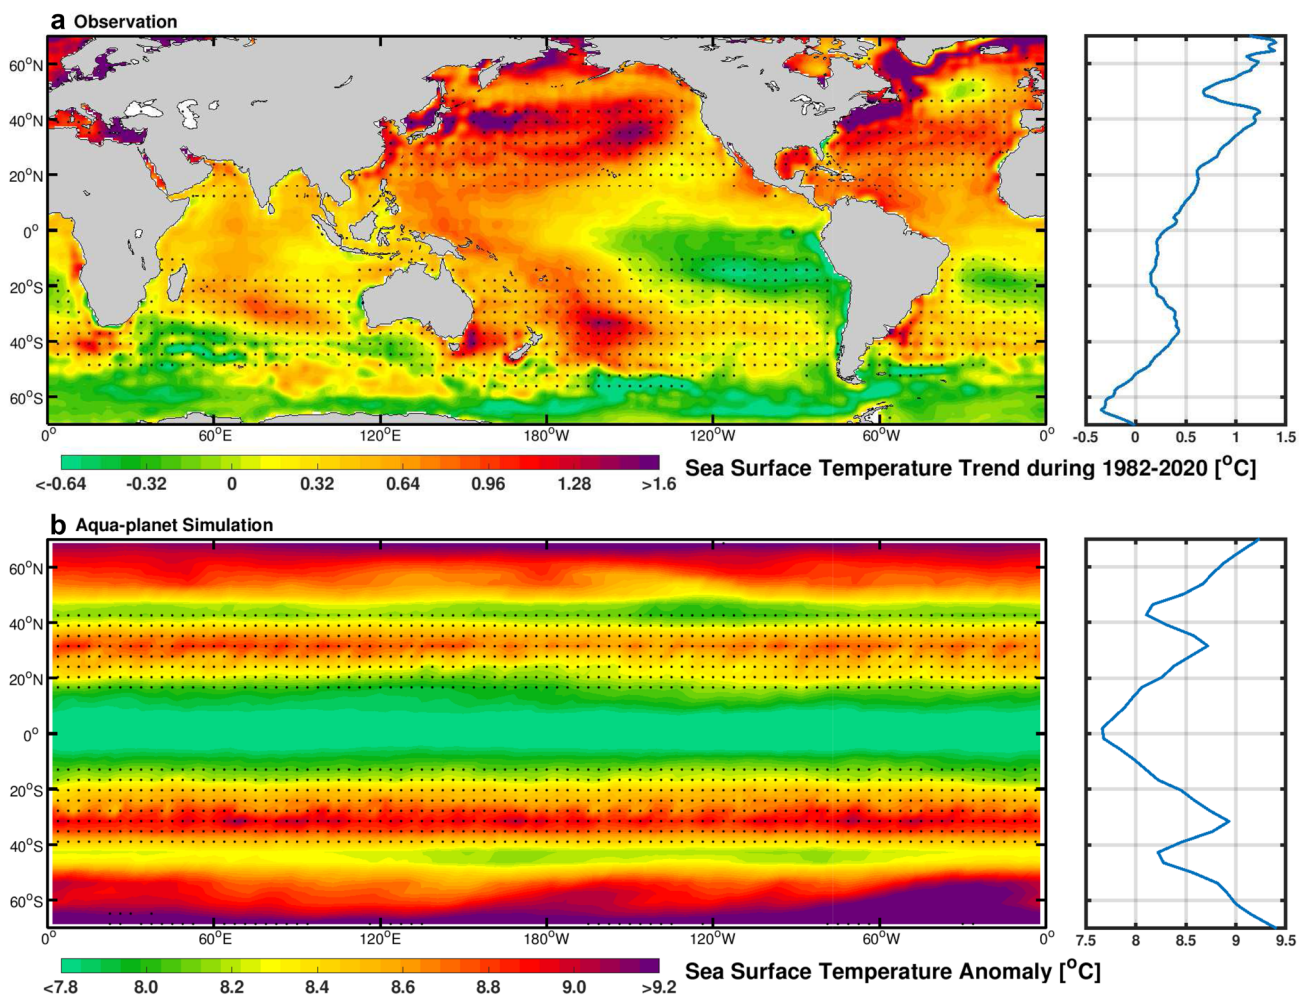 a Observation
60°N
40°N
20°N
0°
20°S
40°S
60°S
0° 60°E 120°E 180°W 120°W 60°W 0°
-0.5 0 0.5 1 1.5
<-0.64 -0.32 0 0.32 0.64 0.96 1.28 >1.6
Sea Surface Temperature Trend during 1982-2020 [°C]
b Aqua-planet Simulation
60°N
40°N
20°N
0°
20°S
40°S
60°S
0° 60°E 120°E 180°W 120°W 60°W 0°
7.5 8 8.5 9 9.5
<7.8 8.0 8.2 8.4 8.6 8.8 9.0 >9.2
Sea Surface Temperature Anomaly [°C]